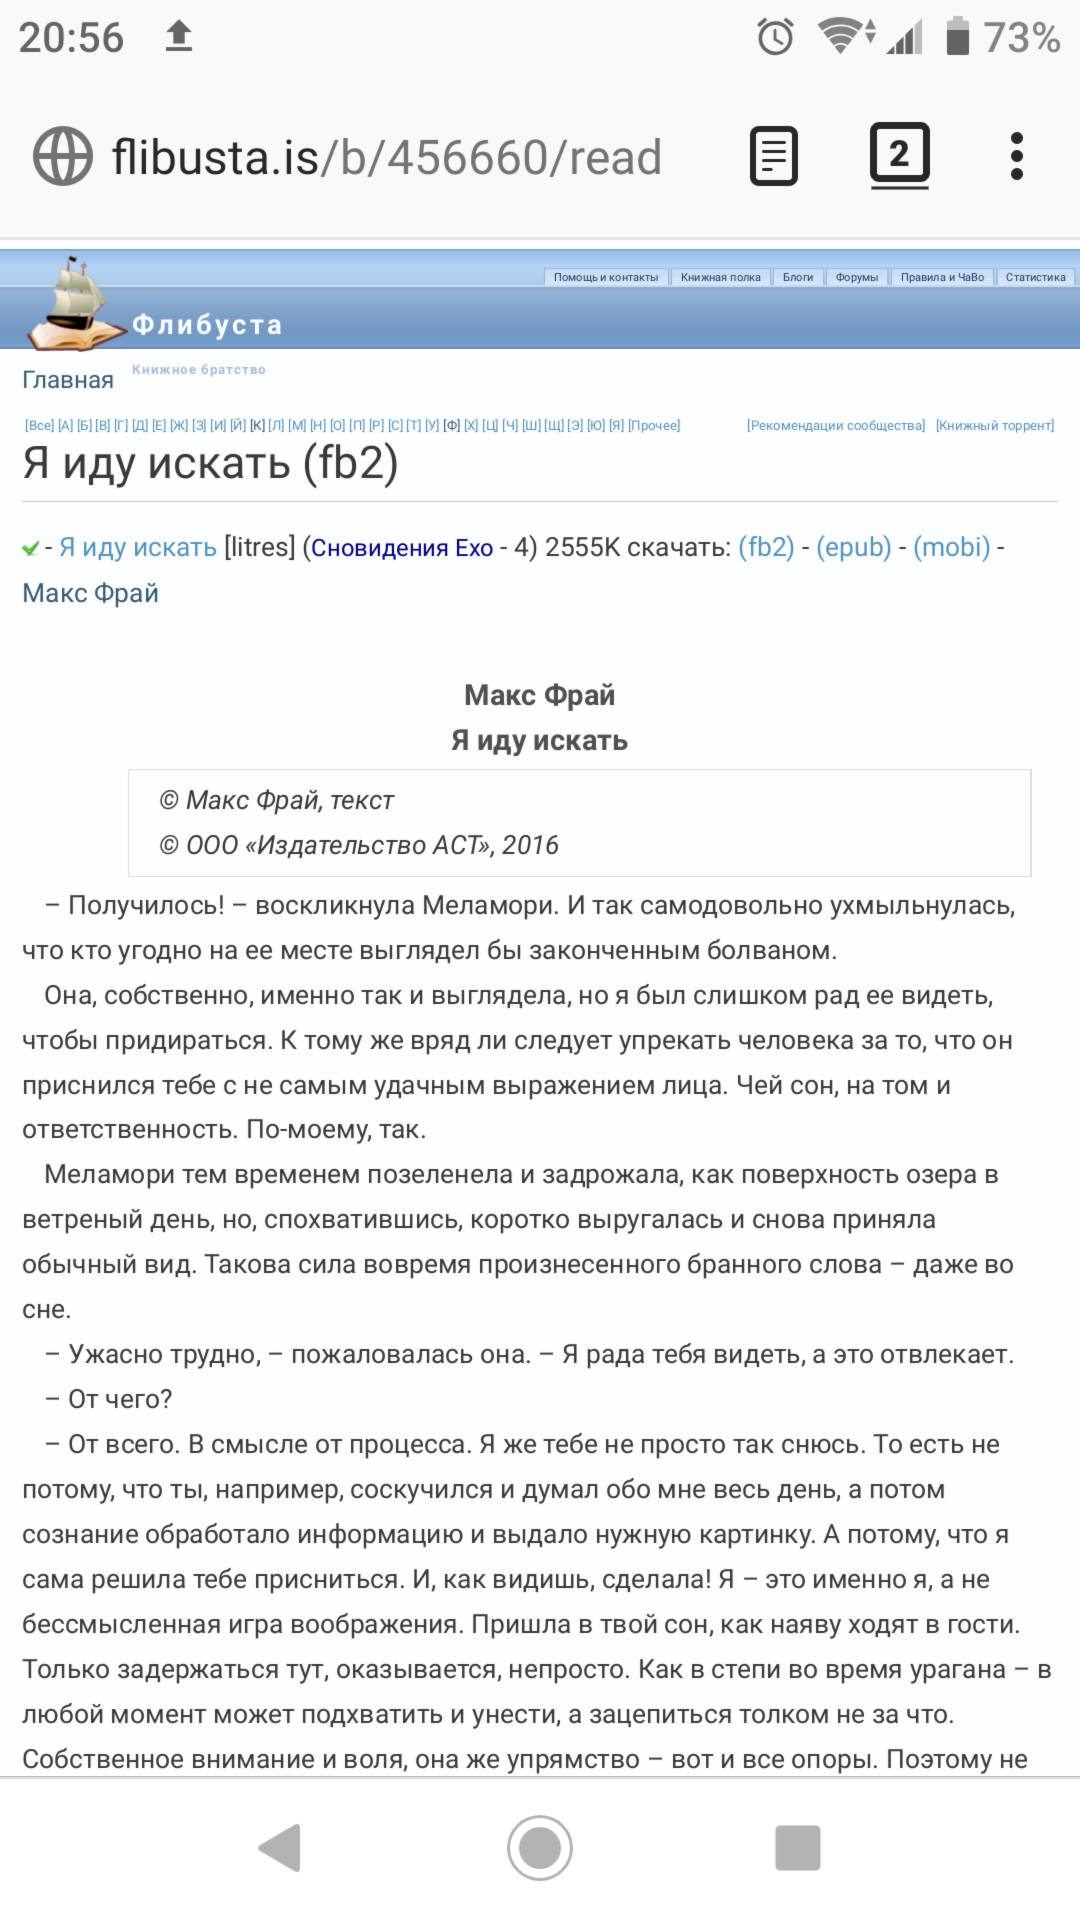 20:56 73%
flibusta.is/b/456660/read 2
Помощь и контакты Книжная полка Блоги Форумы Правила и ЧаВо Статистика
Флибуста
Книжное братство
Главная
[Все] [А] [Б] [В] [Г] [Д] [Е] [Ж] [З] [И] [Й] [К] [Л] [М] [Н] [О] [П] [Р] [С] [Т] [У] [Ф] [Х] [Ц] [Ч] [Ш] [Щ] [Э] [Ю] [Я] [Прочее] [Рекомендации сообщества] [Книжный торрент]
Я иду искать (fb2)
- Я иду искать [litres] (Сновидения Ехо - 4) 2555K скачать: (fb2) - (epub) - (mobi) -
Макс Фрай
Макс Фрай
Я иду искать
© Макс Фрай, текст
© ООО «Издательство АСТ», 2016
– Получилось! – воскликнула Меламори. И так самодовольно ухмыльнулась,
что кто угодно на ее месте выглядел бы законченным болваном.
Она, собственно, именно так и выглядела, но я был слишком рад ее видеть,
чтобы придираться. К тому же вряд ли следует упрекать человека за то, что он
приснился тебе с не самым удачным выражением лица. Чей сон, на том и
ответственность. По-моему, так.
Меламори тем временем позеленела и задрожала, как поверхность озера в
ветреный день, но, спохватившись, коротко выругалась и снова приняла
обычный вид. Такова сила вовремя произнесенного бранного слова – даже во
сне.
– Ужасно трудно, – пожаловалась она. – Я рада тебя видеть, а это отвлекает.
– От чего?
– От всего. В смысле от процесса. Я же тебе не просто так снюсь. То есть не
потому, что ты, например, соскучился и думал обо мне весь день, а потом
сознание обработало информацию и выдало нужную картинку. А потому, что я
сама решила тебе присниться. И, как видишь, сделала! Я – это именно я, а не
бессмысленная игра воображения. Пришла в твой сон, как наяву ходят в гости.
Только задержаться тут, оказывается, непросто. Как в степи во время урагана – в
любой момент может подхватить и унести, а зацепиться толком не за что.
Собственное внимание и воля, она же упрямство – вот и все опоры. Поэтому не